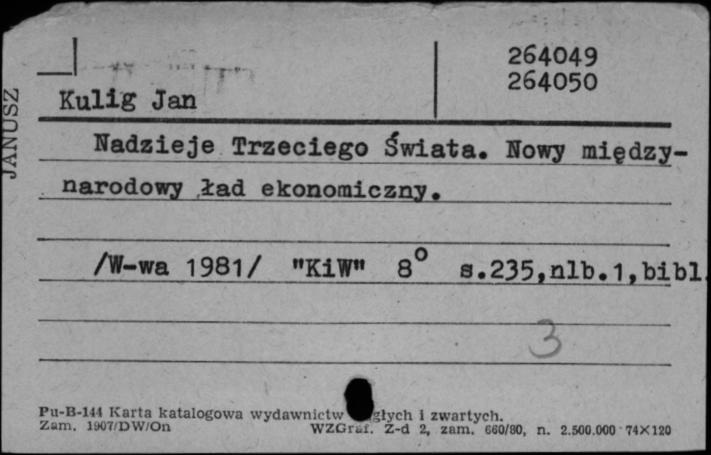 JANUSZ
264049
264050
Kulig Jan
Nadzieje Trzeciego Świata. Nowy między-
narodowy ład ekonomiczny.
/W-wa 1981/ "KiW" 8° s.235,nlb.1,bibl.
3
Pu-B-144 Karta katalogowa wydawnictw głych i zwartych.
Zam. 1907/DW/On WZGraf. Z-d 2, zam. 660/80, n. 2.500.000 74×120